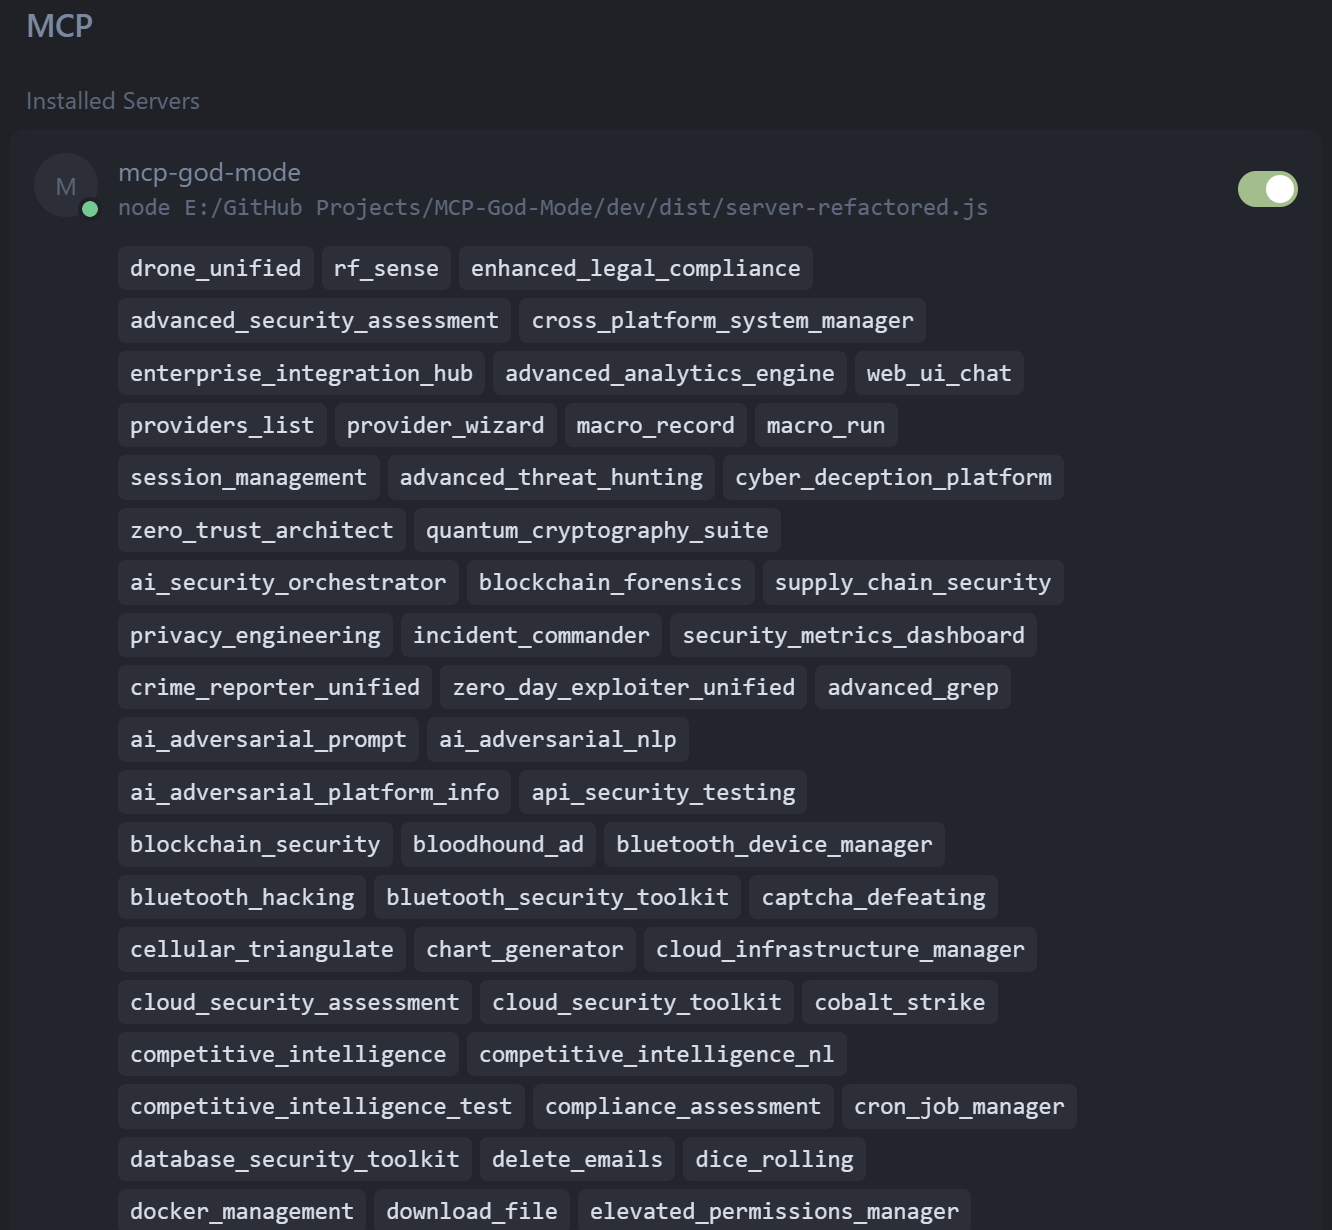 MCP
Installed Servers
M
mcp-god-mode
node E:/GitHub Projects/MCP-God-Mode/dev/dist/server-refactored.js
drone_unified rf_sense enhanced_legal_compliance
advanced_security_assessment cross_platform_system_manager
enterprise_integration_hub advanced_analytics_engine web_ui_chat
providers_list provider_wizard macro_record macro_run
session_management advanced_threat_hunting cyber_deception_platform
zero_trust_architect quantum_cryptography_suite
ai_security_orchestrator blockchain_forensics supply_chain_security
privacy_engineering incident_commander security_metrics_dashboard
crime_reporter_unified zero_day_exploiter_unified advanced_grep
ai_adversarial_prompt ai_adversarial_nlp
ai_adversarial_platform_info api_security_testing
blockchain_security bloodhound_ad bluetooth_device_manager
bluetooth_hacking bluetooth_security_toolkit captcha_defeating
cellular_triangulate chart_generator cloud_infrastructure_manager
cloud_security_assessment cloud_security_toolkit cobalt_strike
competitive_intelligence competitive_intelligence_nl
competitive_intelligence_test compliance_assessment cron_job_manager
database_security_toolkit delete_emails dice_rolling
docker_management download_file elevated_permissions_manager